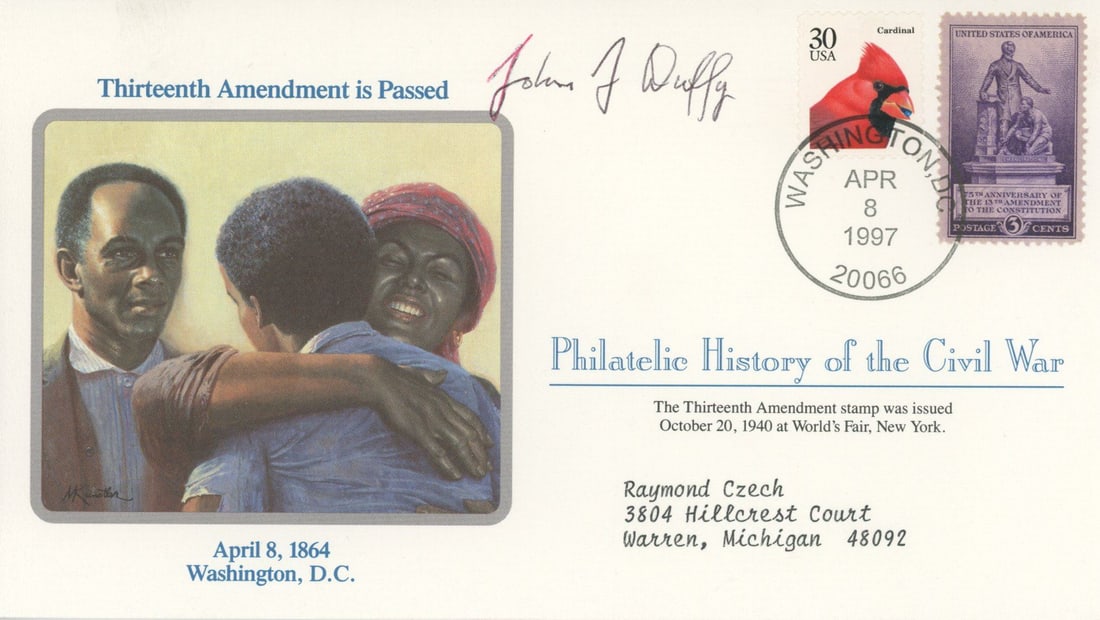 Thirteenth Amendment is Passed
John J Duffy
30
USA
Cardinal
UNITED STATES OF AMERICA
75TH ANNIVERSARY OF
THE 13TH AMENDMENT
TO THE CONSTITUTION
POSTAGE 3 CENTS
WASHINGTON, DC
APR
8
1997
20066
Philatelic History of the Civil War
The Thirteenth Amendment stamp was issued
October 20, 1940 at World's Fair, New York.
Raymond Czech
3804 Hillcrest Court
Warren, Michigan 48092
April 8, 1864
Washington, D.C.